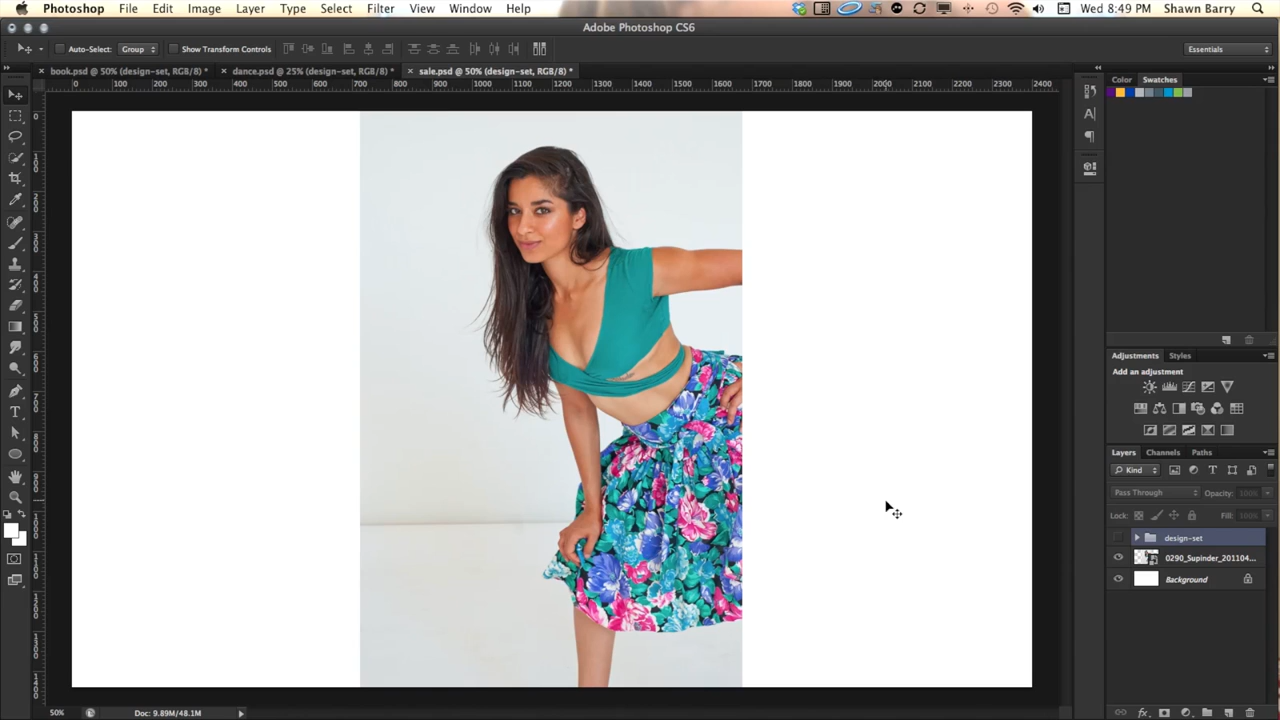 Photoshop File Edit Image Layer Type Select Filter View Window Help Wed 8:49 PM Shawn Barry
Adobe Photoshop CS6
Auto-Select: Group Show Transform Controls Essentials
book.psd @ 50% (design-set, RGB/8) * dance.psd @ 25% (design-set, RGB/8) * sale.psd @ 50% (design-set, RGB/8) *
0 100 200 300 400 500 600 700 800 900 1000 1100 1200 1300 1400 1500 1600 1700 1800 1900 2000 2100 2200 2300 2400
Color Swatches
Adjustments Styles
Add an adjustment
Layers Channels Paths
Kind
Pass Through Opacity: 100%
Lock: Fill: 100%
design-set
0290_Supinder_201104...
Background
50% Doc: 9.89M/48.1M